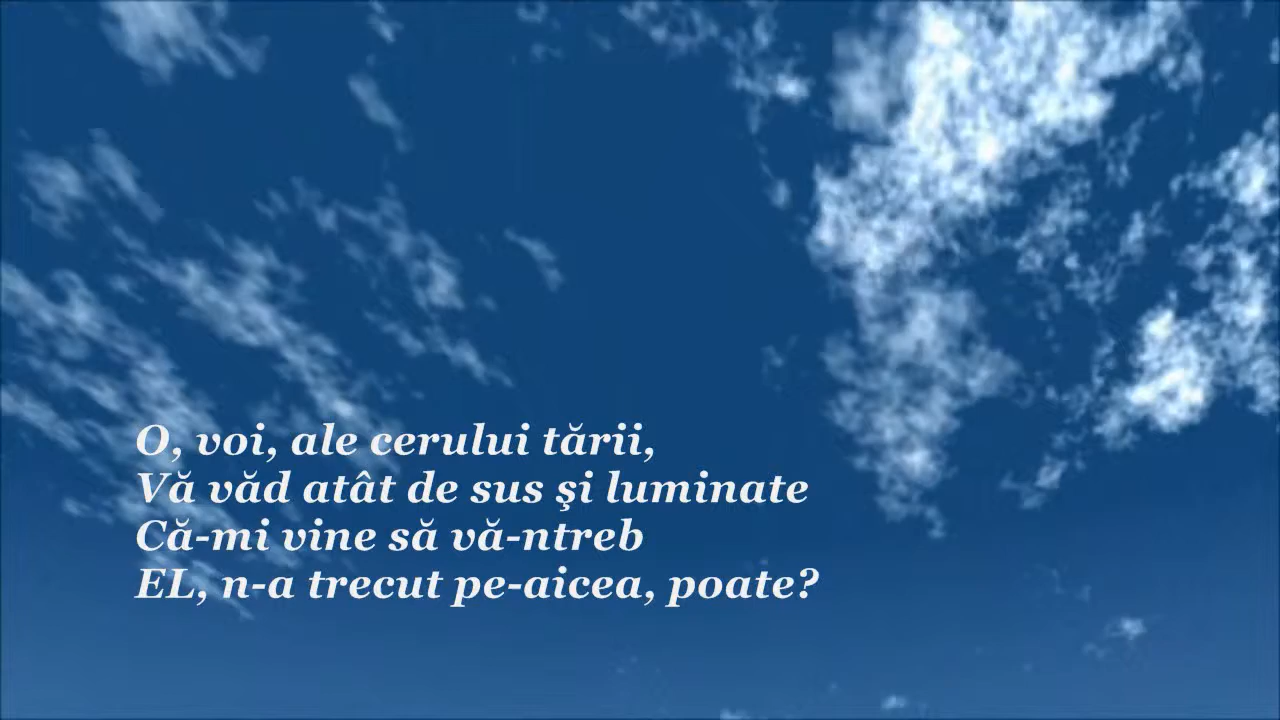 O, voi, ale cerului tării,
Vă văd atât de sus şi luminate
Că-mi vine să vă-ntreb
EL, n-a trecut pe-aicea, poate?